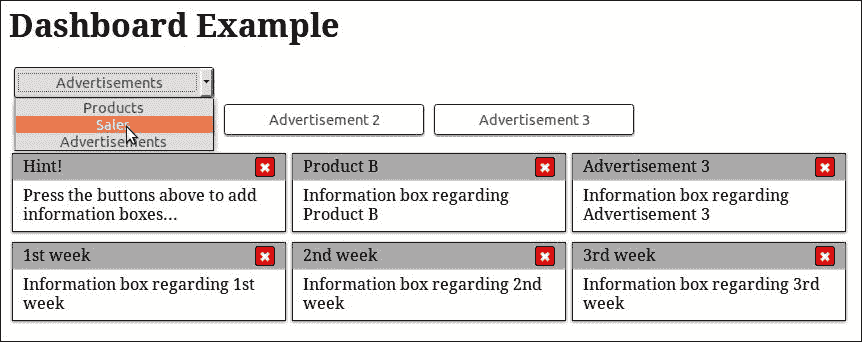 Dashboard Example
Advertisements
Products
Sales
Advertisements
Advertisement 2
Advertisement 3
Hint!
Press the buttons above to add
information boxes...
Product B
Information box regarding
Product B
Advertisement 3
Information box regarding
Advertisement 3
1st week
Information box regarding 1st
week
2nd week
Information box regarding 2nd
week
3rd week
Information box regarding 3rd
week